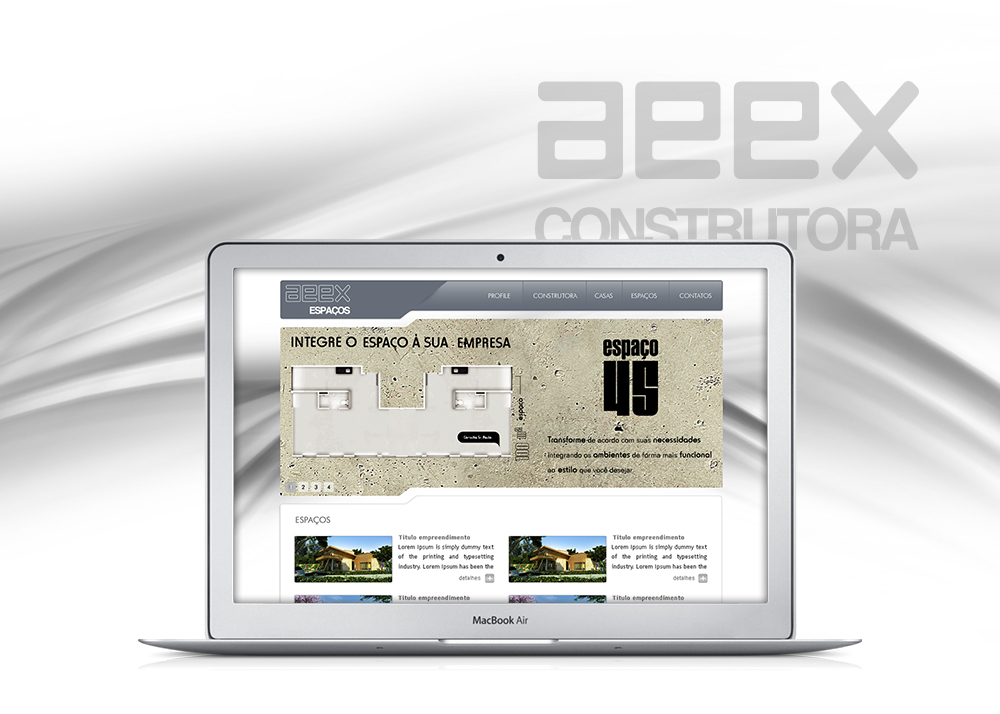 aeex
CONSTRUTORA
aeex
ESPAÇOS
PROFILE
CONSTRUTORA
CASAS
ESPAÇOS
CONTATOS
INTEGRE O ESPAÇO À SUA EMPRESA
espaço
45
espaço
Transforme de acordo com suas necessidades
integrando os ambientes de forma mais funcional
ao estilo que você desejar.
1 2 3 4
ESPAÇOS
Título empreendimento
Lorem Ipsum is simply dummy text
of the printing and typesetting
industry. Lorem Ipsum has been the
detalhes +
Título empreendimento
Lorem Ipsum is simply dummy text
of the printing and typesetting
industry. Lorem Ipsum has been the
detalhes +
Título empreendimento
Título empreendimento
MacBook Air